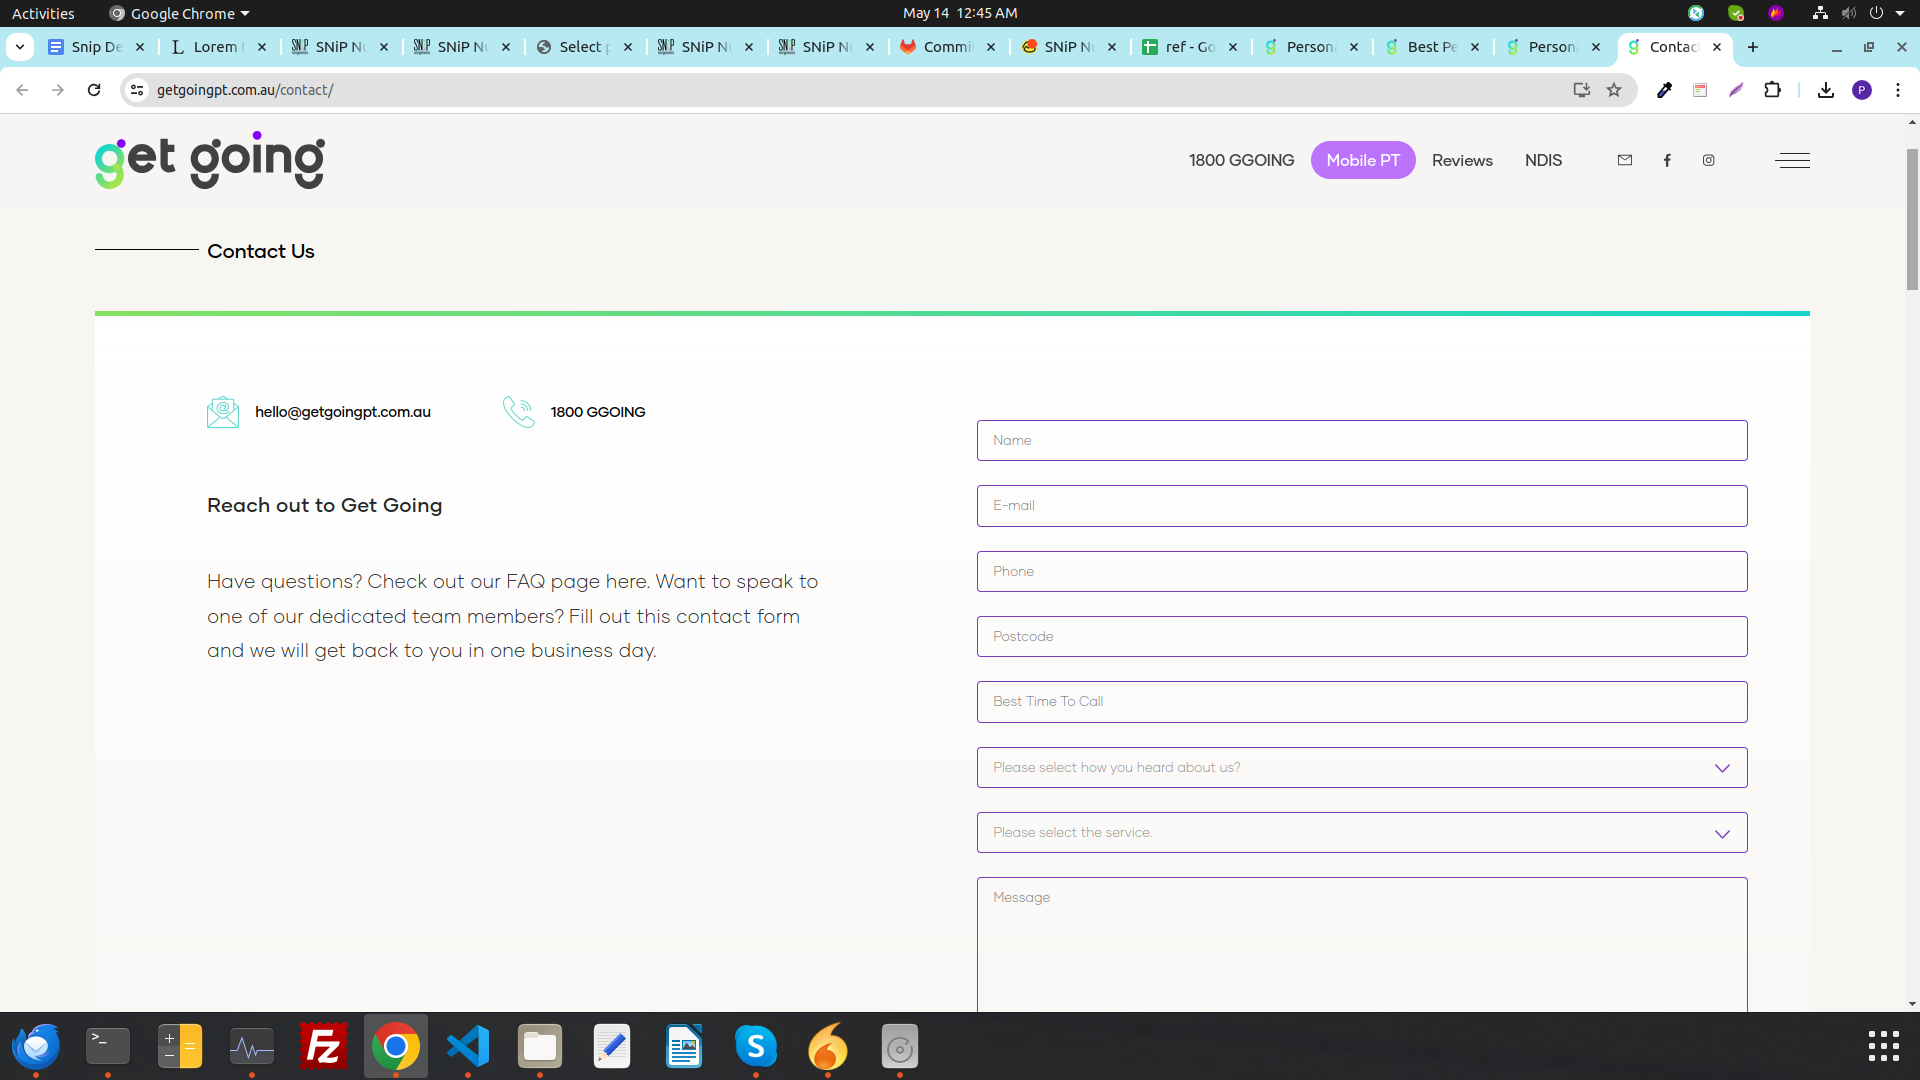 Activities
Google Chrome
May 14 12:45 AM
Snip De
Lorem
SNiP Nu
SNiP Nu
Select p
SNiP Nu
SNiP Nu
Commi
SNiP Nu
ref - Go
Person
Best Pe
Person
Contac
getgoingpt.com.au/contact/
P
get going
1800 GGOING
Mobile PT
Reviews
NDIS
Contact Us
hello@getgoingpt.com.au
1800 GGOING
Reach out to Get Going
Have questions? Check out our FAQ page here. Want to speak to
one of our dedicated team members? Fill out this contact form
and we will get back to you in one business day.
Name
E-mail
Phone
Postcode
Best Time To Call
Please select how you heard about us?
Please select the service.
Message